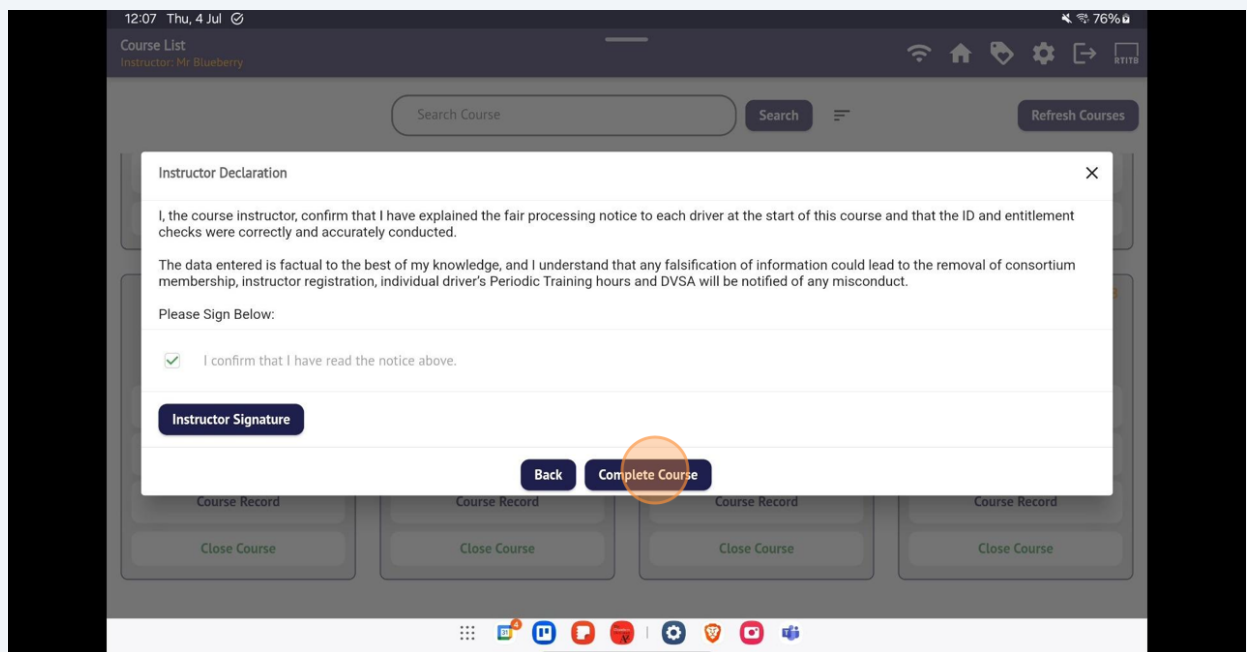 12:07 Thu, 4 Jul
76%
Course List
Instructor: Mr Blueberry
RTITB
Search Course
Search
Refresh Courses
Instructor Declaration
I, the course instructor, confirm that I have explained the fair processing notice to each driver at the start of this course and that the ID and entitlement
checks were correctly and accurately conducted.
The data entered is factual to the best of my knowledge, and I understand that any falsification of information could lead to the removal of consortium
membership, instructor registration, individual driver's Periodic Training hours and DVSA will be notified of any misconduct.
Please Sign Below:
I confirm that I have read the notice above.
Instructor Signature
Back Complete Course
Course Record Course Record Course Record Course Record
Close Course Close Course Close Course Close Course
4
31